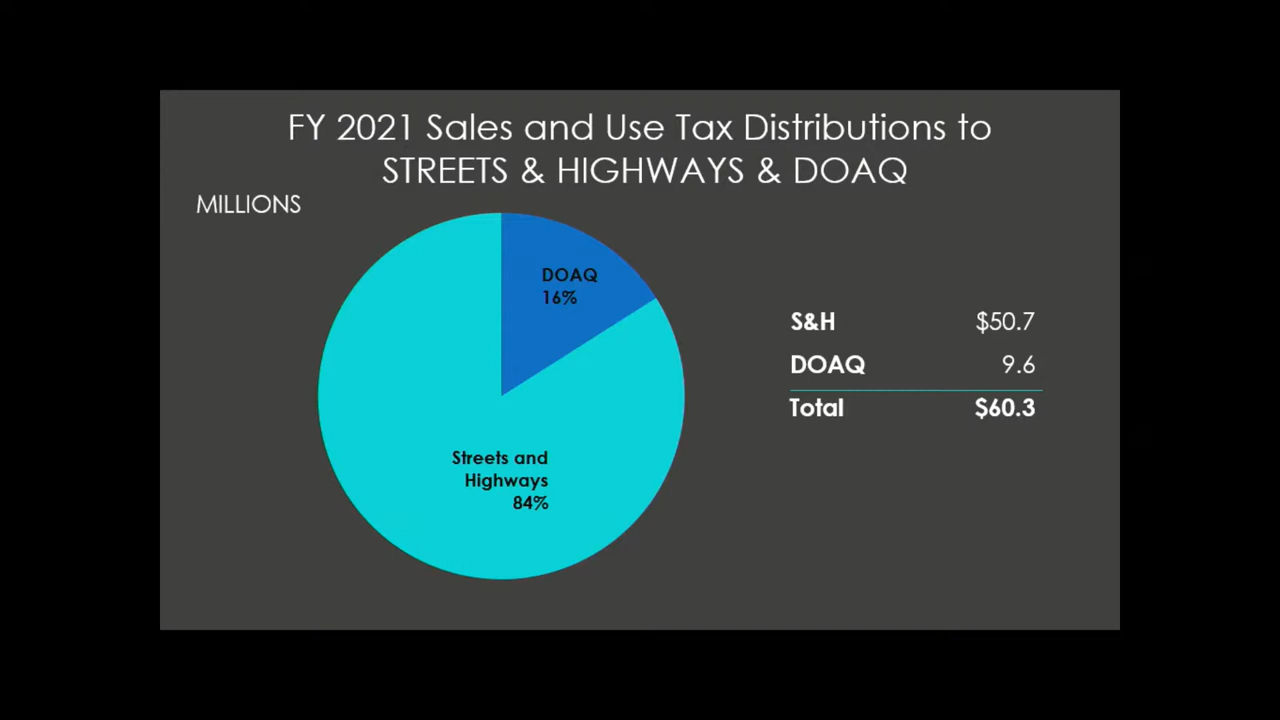 FY 2021 Sales and Use Tax Distributions to
STREETS & HIGHWAYS & DOAQ
MILLIONS
DOAQ
16%
Streets and
Highways
84%
S&H $50.7
DOAQ 9.6
Total $60.3